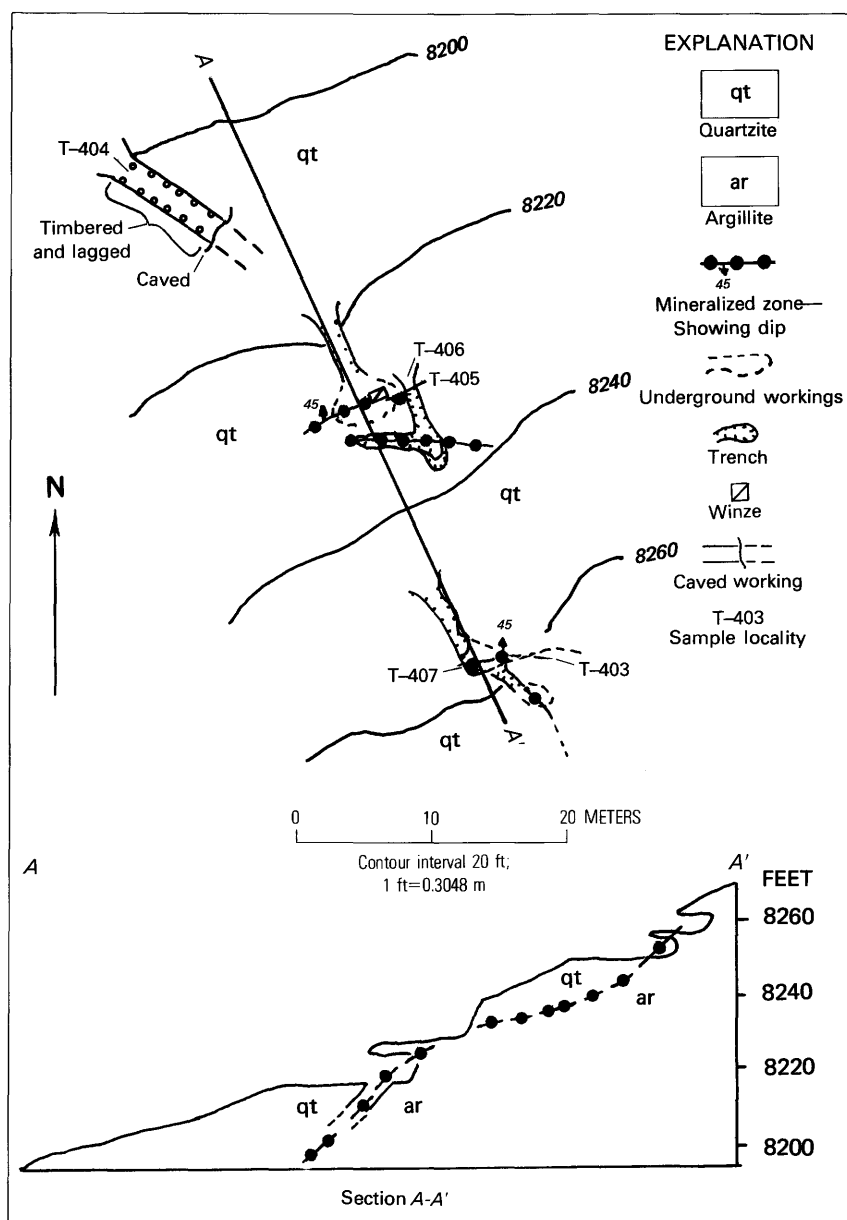 EXPLANATION
qt
Quartzite
ar
Argillite
45
Mineralized zone—
Showing dip
Underground workings
Trench
Winze
Caved working
T–403
Sample locality
A
8200
qt
T–404
Timbered
and lagged
Caved
8220
T–406
T–405
45
8240
qt
qt
N
8260
45
T–407
T–403
qt
A'
0 10 20 METERS
Contour interval 20 ft;
1 ft=0.3048 m
A
A'
FEET
8260
qt
8240
ar
8220
qt
ar
8200
Section A-A'